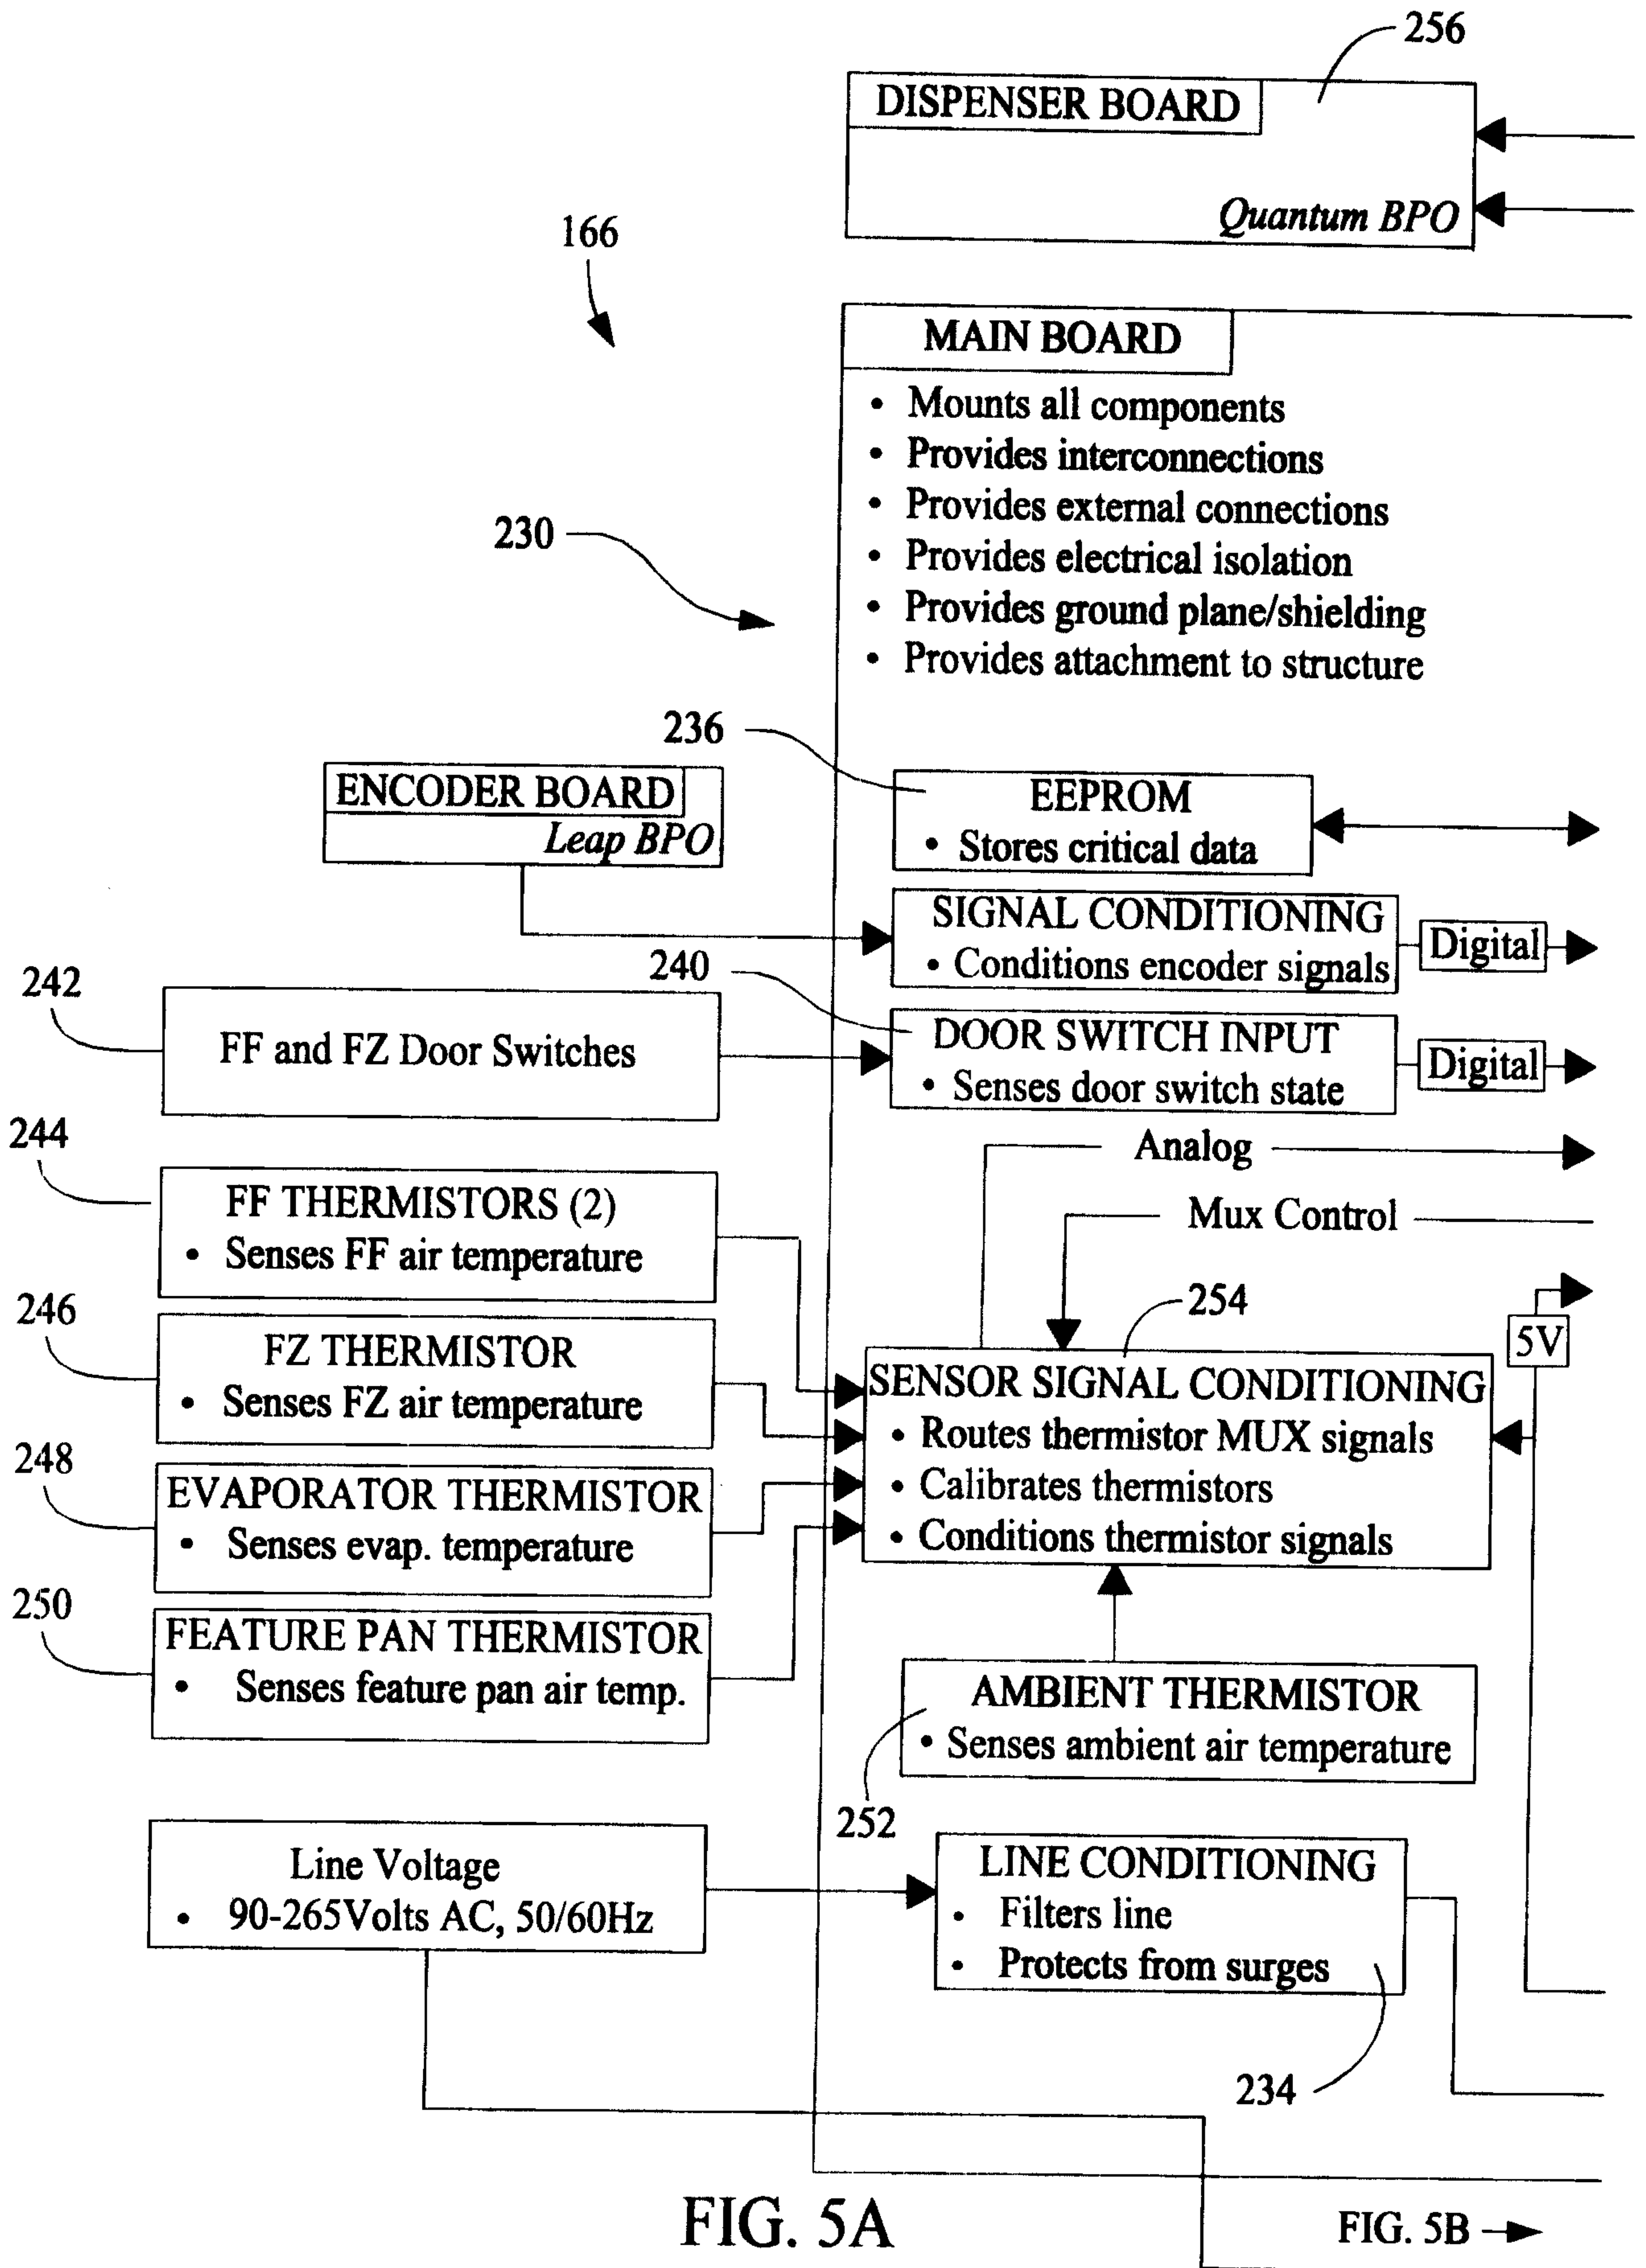 256
DISPENSER BOARD
Quantum BPO
166
MAIN BOARD
• Mounts all components
• Provides interconnections
• Provides external connections
230
• Provides electrical isolation
• Provides ground plane/shielding
• Provides attachment to structure
236
ENCODER BOARD
Leap BPO
EEPROM
• Stores critical data
SIGNAL CONDITIONING
• Conditions encoder signals
Digital
240
242
FF and FZ Door Switches
DOOR SWITCH INPUT
• Senses door switch state
Digital
244
Analog
FF THERMISTORS (2)
• Senses FF air temperature
Mux Control
246
254
5V
FZ THERMISTOR
• Senses FZ air temperature
SENSOR SIGNAL CONDITIONING
• Routes thermistor MUX signals
• Calibrates thermistors
• Conditions thermistor signals
248
EVAPORATOR THERMISTOR
• Senses evap. temperature
250
FEATURE PAN THERMISTOR
• Senses feature pan air temp.
AMBIENT THERMISTOR
• Senses ambient air temperature
252
Line Voltage
• 90-265Volts AC, 50/60Hz
LINE CONDITIONING
• Filters line
• Protects from surges
234
FIG. 5A
FIG. 5B